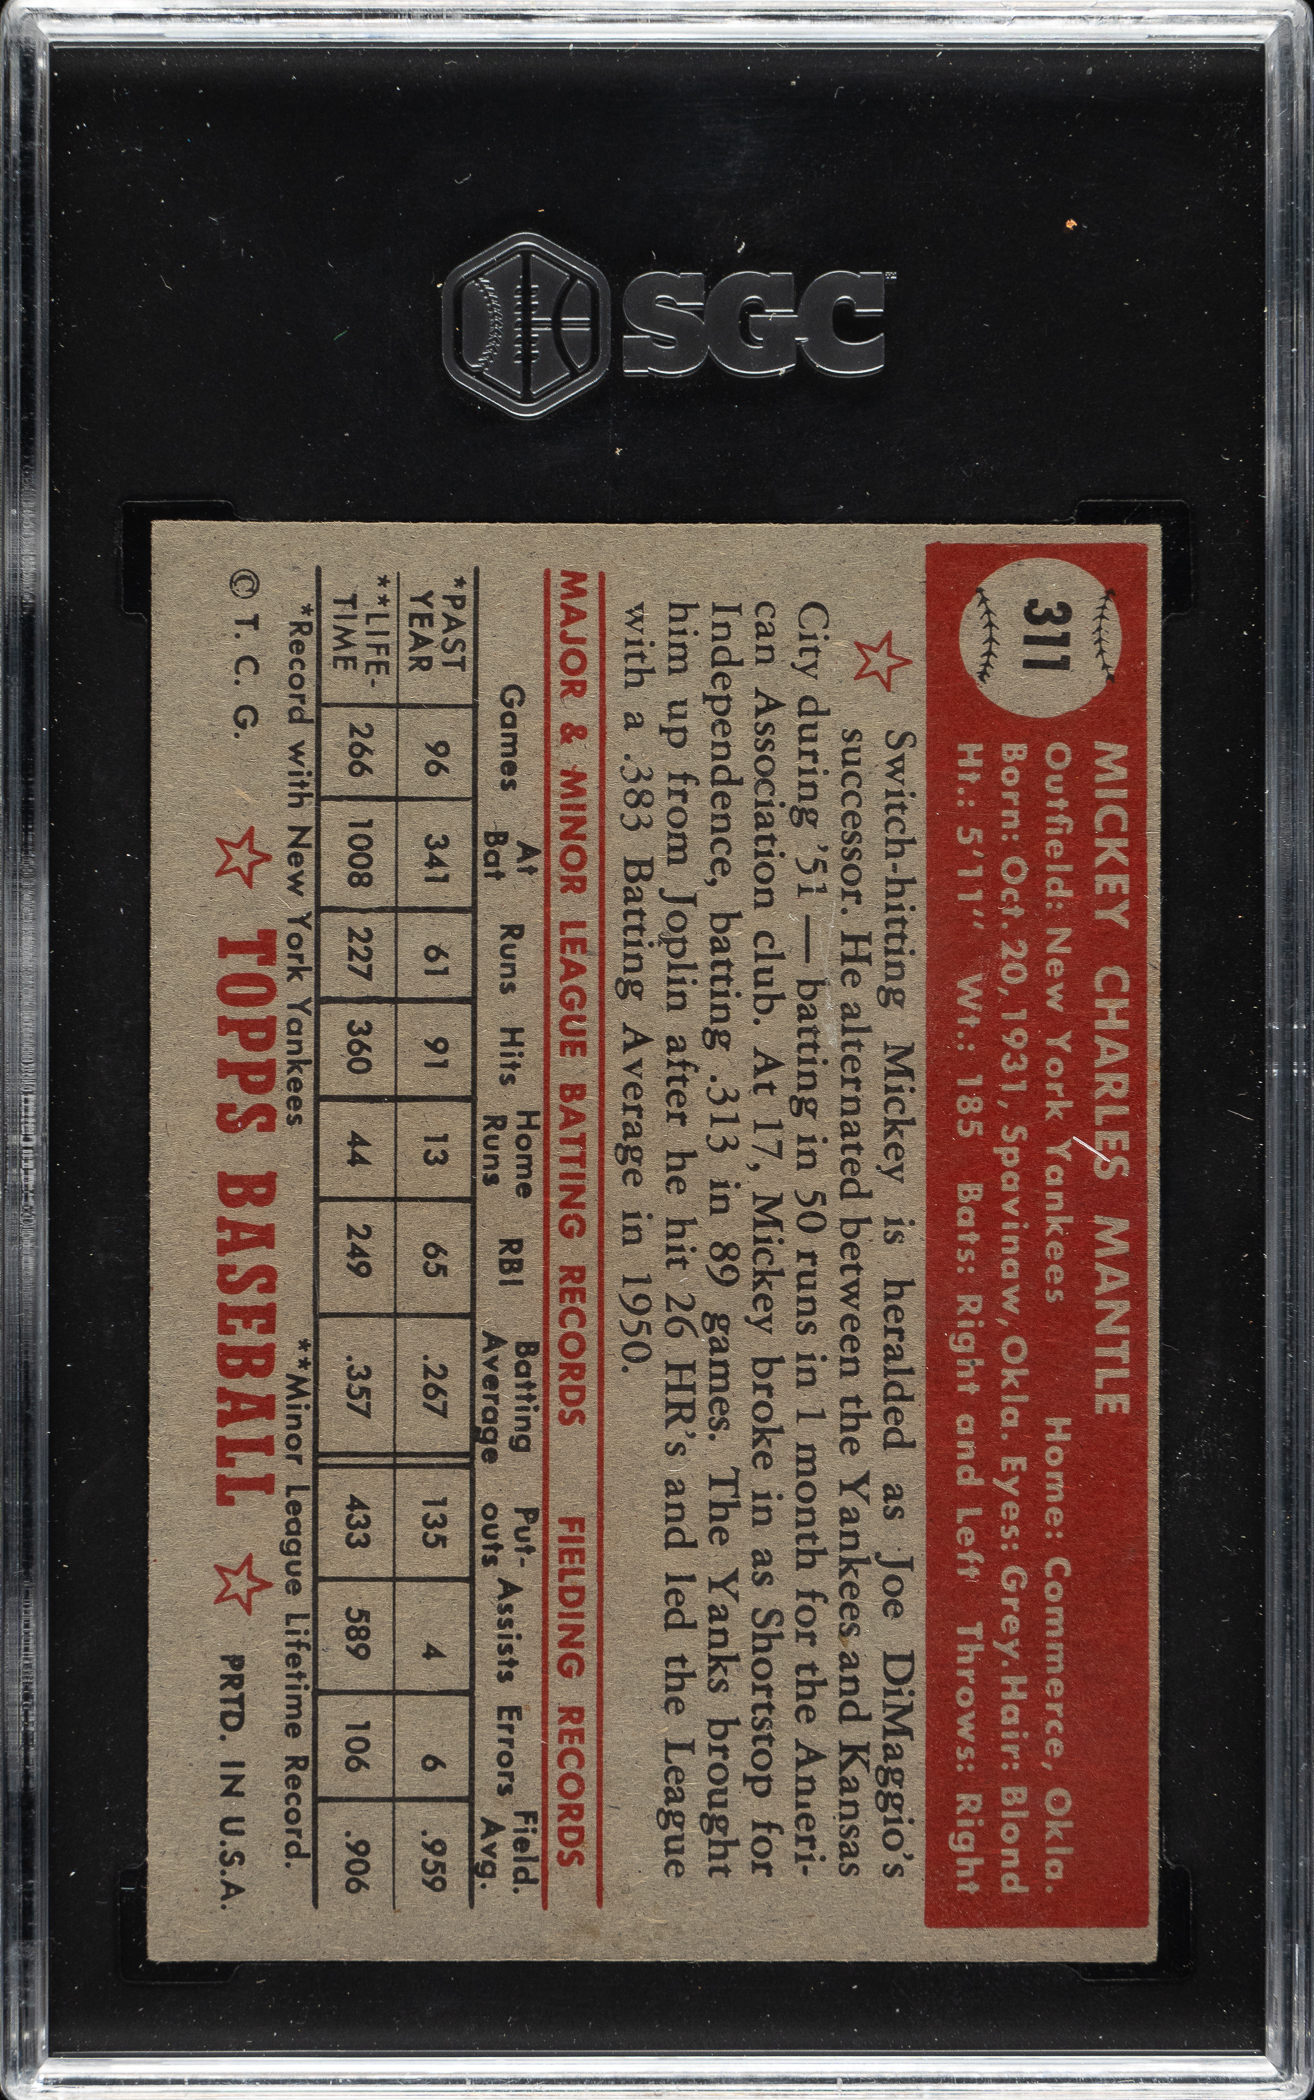 SGC
311
MICKEY CHARLES MANTLE
Outfield: New York Yankees Home: Commerce, Okla.
Born: Oct. 20, 1931, Spavinaw, Okla. Eyes: Grey. Hair: Blond
Ht.: 5'11" Wt.: 185 Bats: Right and Left Throws: Right
Switch-hitting Mickey is heralded as Joe DiMaggio's
successor. He alternated between the Yankees and Kansas
City during '51 — batting in 50 runs in 1 month for the Ameri-
can Association club. At 17, Mickey broke in as Shortstop for
Independence, batting .313 in 89 games. The Yanks brought
him up from Joplin after he hit 26 HR's and led the League
with a .383 Batting Average in 1950.
MAJOR & MINOR LEAGUE BATTING RECORDS FIELDING RECORDS
Games At Bat Runs Hits Home Runs RBI Batting Average Put-outs Assists Errors Field. Avg.
*PAST YEAR 96 341 61 91 13 65 .267 135 4 6 .959
**LIFE-TIME 266 1008 227 360 44 249 .357 433 589 106 .906
*Record with New York Yankees **Minor League Lifetime Record.
© T. C. G. TOPPS BASEBALL PRTD. IN U.S.A.